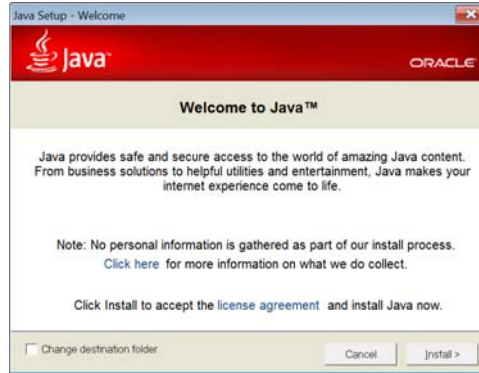 Java Setup - Welcome
Java™
ORACLE
Welcome to Java™
Java provides safe and secure access to the world of amazing Java content.
From business solutions to helpful utilities and entertainment, Java makes your
internet experience come to life.
Note: No personal information is gathered as part of our install process.
Click here for more information on what we do collect.
Click Install to accept the license agreement and install Java now.
Change destination folder
Cancel
Install >